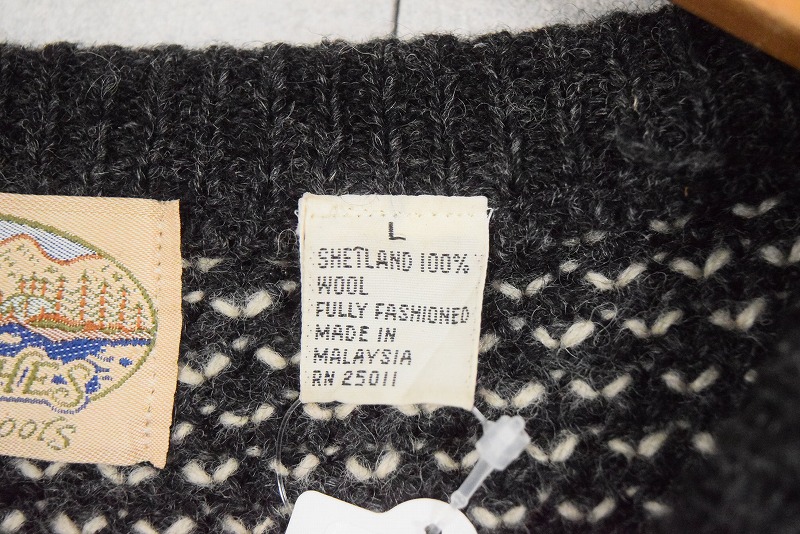 L
SHETLAND 100%
WOOL
FULLY FASHIONED
MADE IN
MALAYSIA
RN 25011